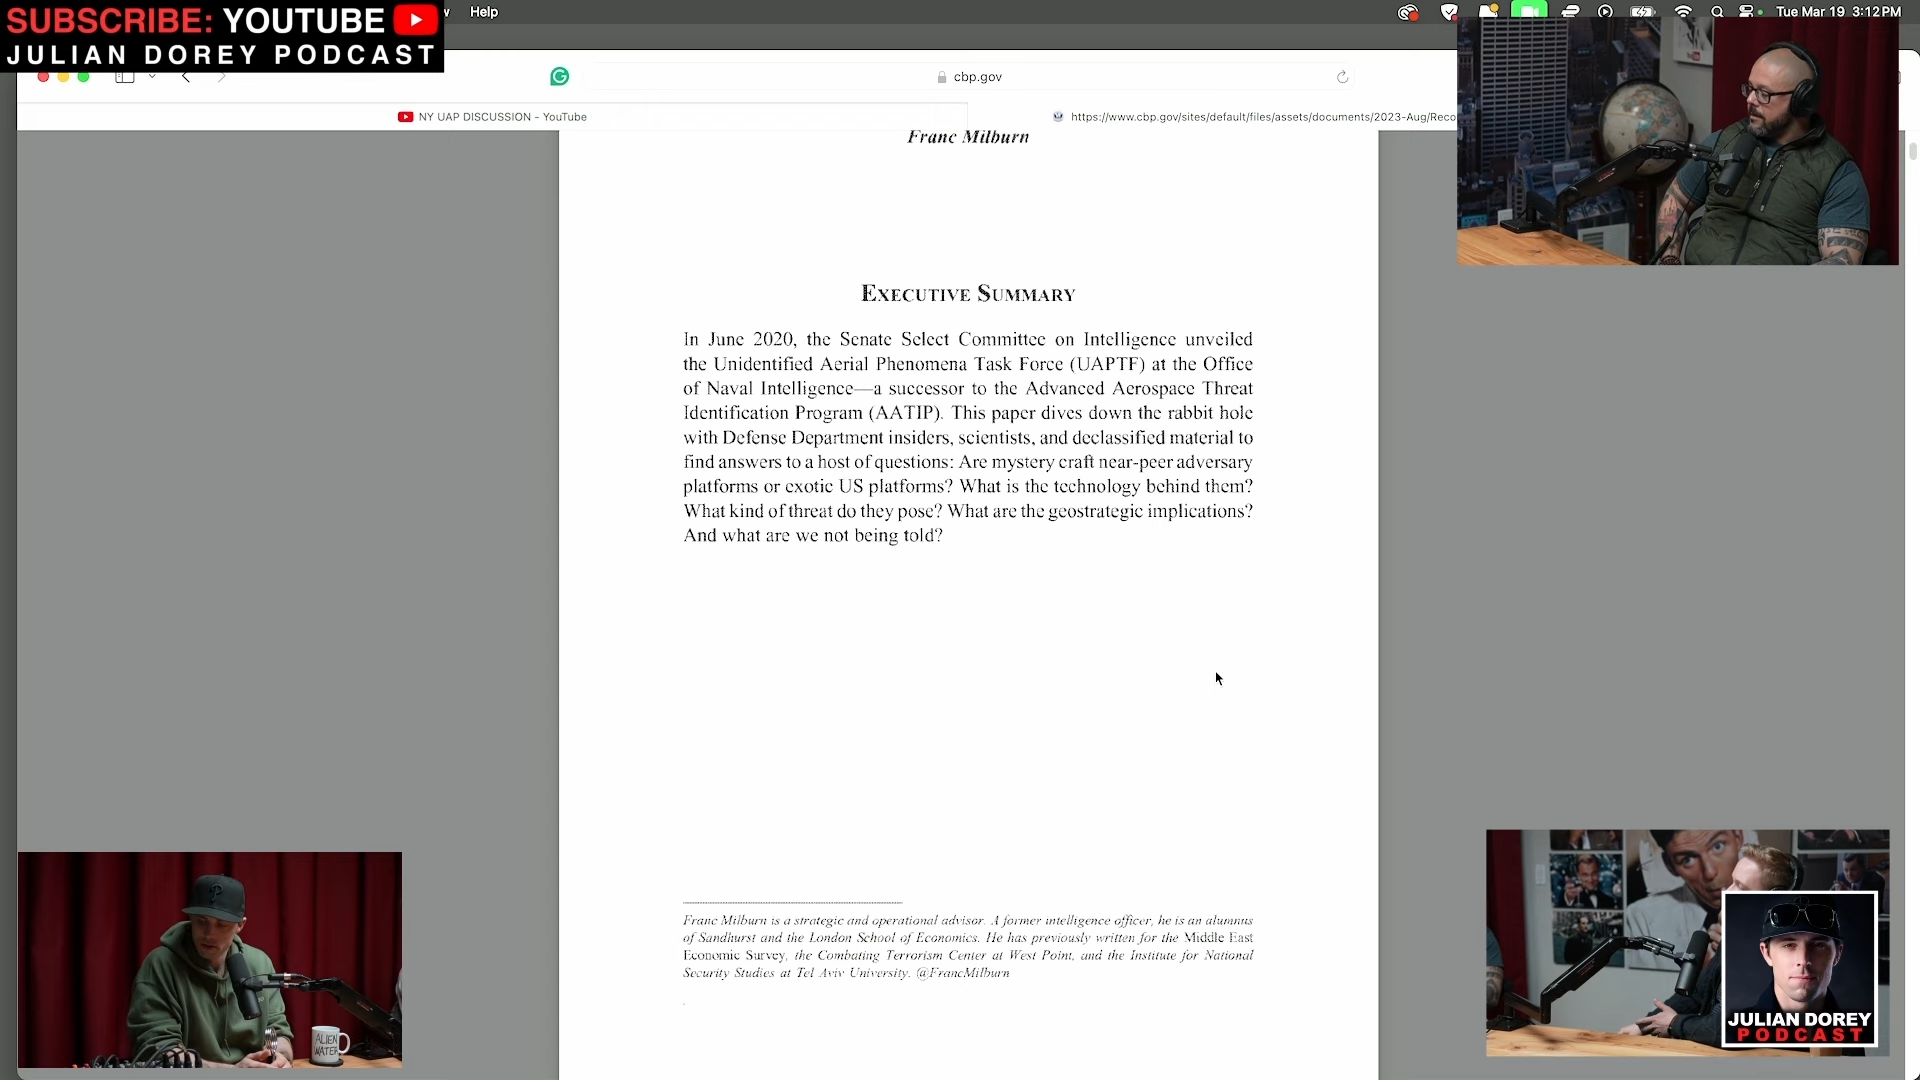 SUBSCRIBE: YOUTUBE
JULIAN DOREY PODCAST
Help
Tue Mar 19 3:12 PM
cbp.gov
NY UAP DISCUSSION - YouTube
https://www.cbp.gov/sites/default/files/assets/documents/2023-Aug/Reco
Franc Milburn
EXECUTIVE SUMMARY
In June 2020, the Senate Select Committee on Intelligence unveiled
the Unidentified Aerial Phenomena Task Force (UAPTF) at the Office
of Naval Intelligence—a successor to the Advanced Aerospace Threat
Identification Program (AATIP). This paper dives down the rabbit hole
with Defense Department insiders, scientists, and declassified material to
find answers to a host of questions: Are mystery craft near-peer adversary
platforms or exotic US platforms? What is the technology behind them?
What kind of threat do they pose? What are the geostrategic implications?
And what are we not being told?
Franc Milburn is a strategic and operational advisor. A former intelligence officer, he is an alumnus
of Sandhurst and the London School of Economics. He has previously written for the Middle East
Economic Survey, the Combating Terrorism Center at West Point, and the Institute for National
Security Studies at Tel Aviv University. @FrancMilburn
ALIEN
WATER
JULIAN DOREY
PODCAST